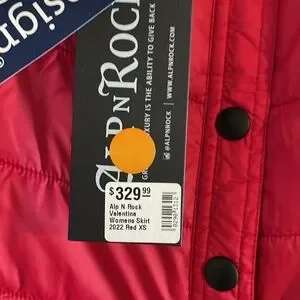 esign®
ALP N ROCK
LUXURY IS THE ABILITY TO GIVE BACK
WWW.ALPNROCK.COM
@ALPNROCK
$329.99
Alp N Rock
Valentina
Womens Skirt
2022 Red XS